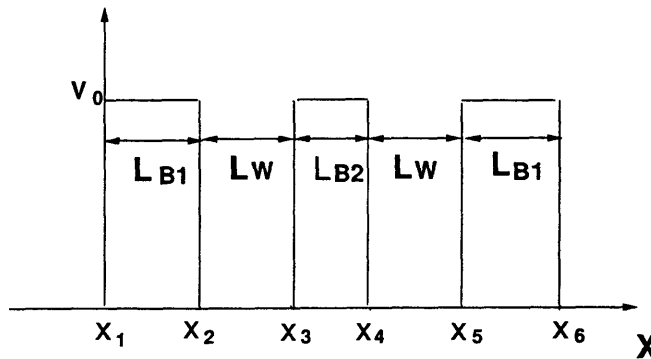 V₀
L_B1 L_W L_B2 L_W L_B1
X₁ X₂ X₃ X₄ X₅ X₆ X